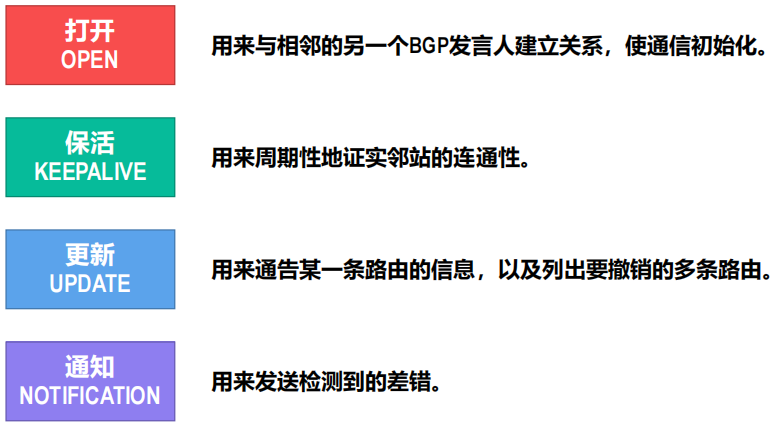 打开
OPEN
用来与相邻的另一个BGP发言人建立关系，使通信初始化。
保活
KEEPALIVE
用来周期性地证实邻站的连通性。
更新
UPDATE
用来通告某一条路由的信息，以及列出要撤销的多条路由。
通知
NOTIFICATION
用来发送检测到的差错。